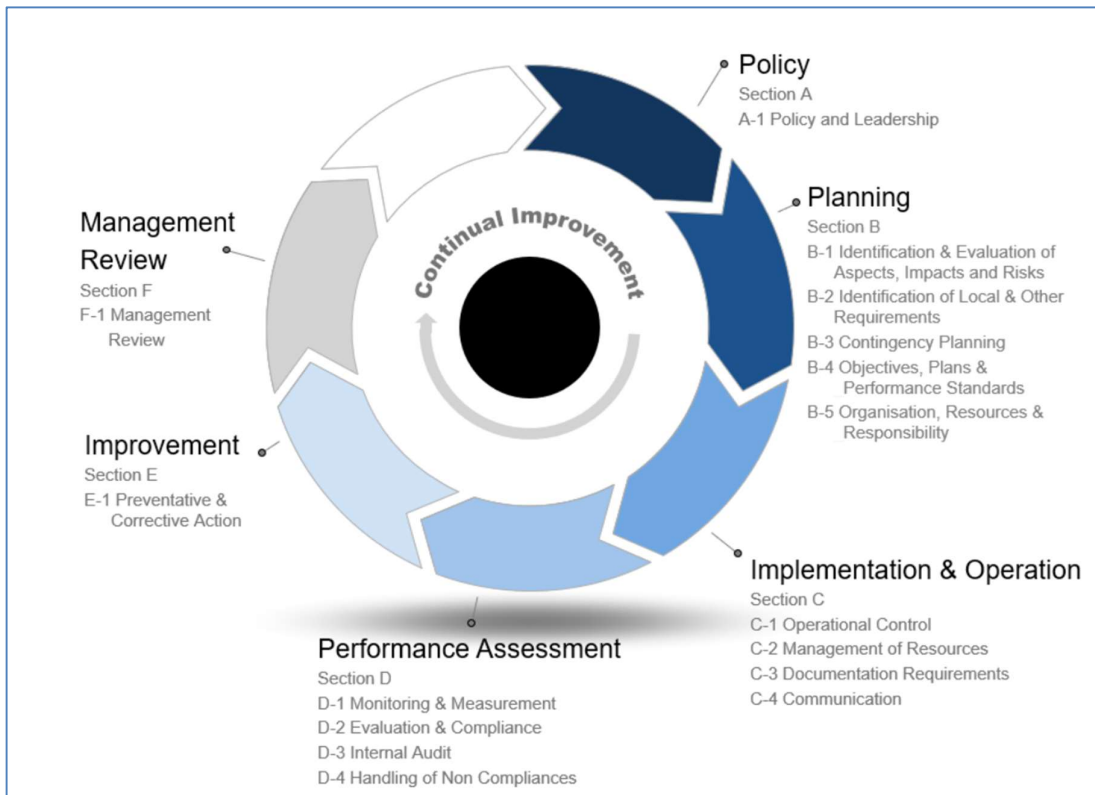 Policy
Section A
A-1 Policy and Leadership
Planning
Section B
B-1 Identification & Evaluation of
Aspects, Impacts and Risks
B-2 Identification of Local & Other
Requirements
B-3 Contingency Planning
B-4 Objectives, Plans &
Performance Standards
B-5 Organisation, Resources &
Responsibility
Implementation & Operation
Section C
C-1 Operational Control
C-2 Management of Resources
C-3 Documentation Requirements
C-4 Communication
Performance Assessment
Section D
D-1 Monitoring & Measurement
D-2 Evaluation & Compliance
D-3 Internal Audit
D-4 Handling of Non Compliances
Improvement
Section E
E-1 Preventative &
Corrective Action
Management
Review
Section F
F-1 Management
Review
Continual Improvement